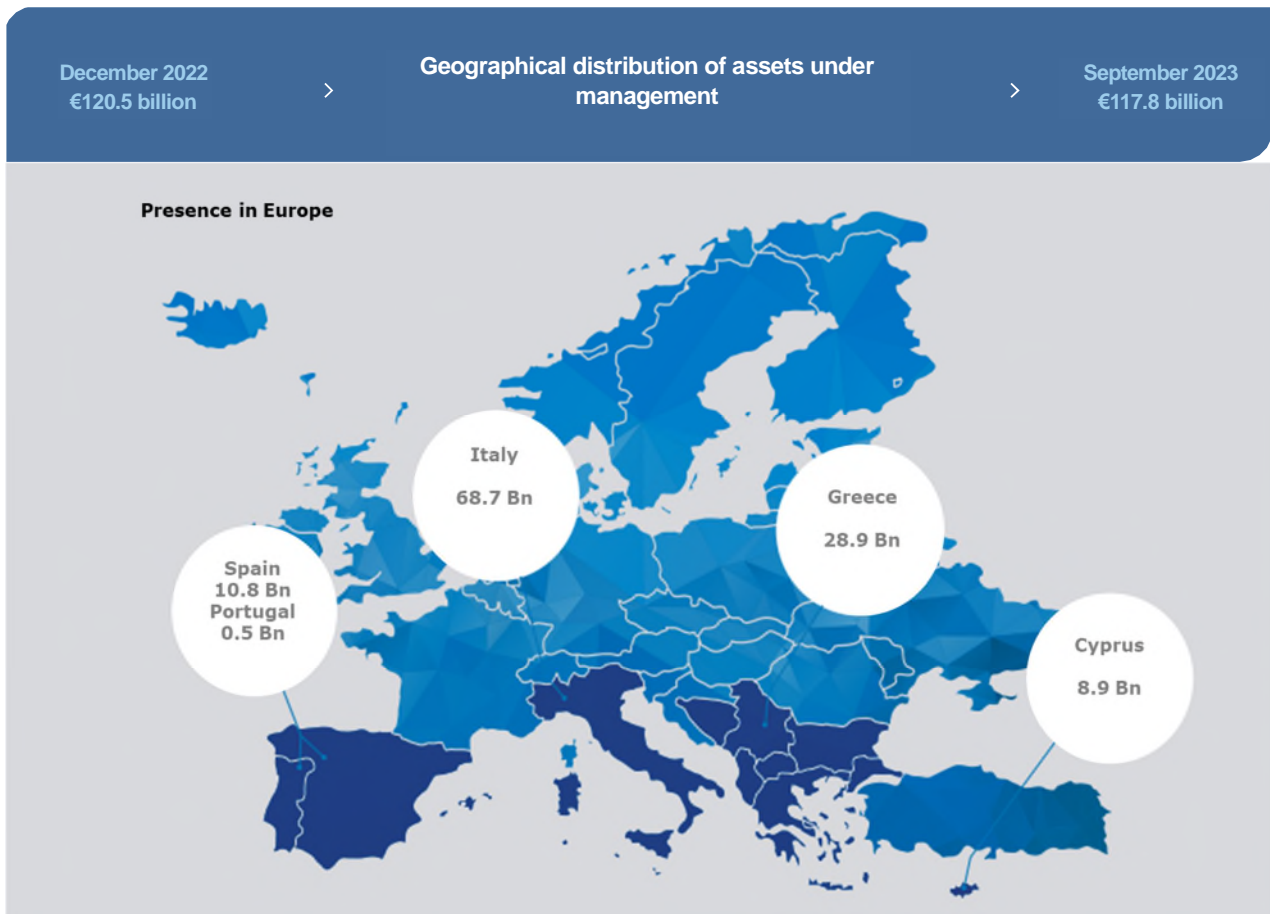 December 2022
€120.5 billion
Geographical distribution of assets under
management
September 2023
€117.8 billion
Presence in Europe
Italy
68.7 Bn
Greece
28.9 Bn
Spain
10.8 Bn
Portugal
0.5 Bn
Cyprus
8.9 Bn